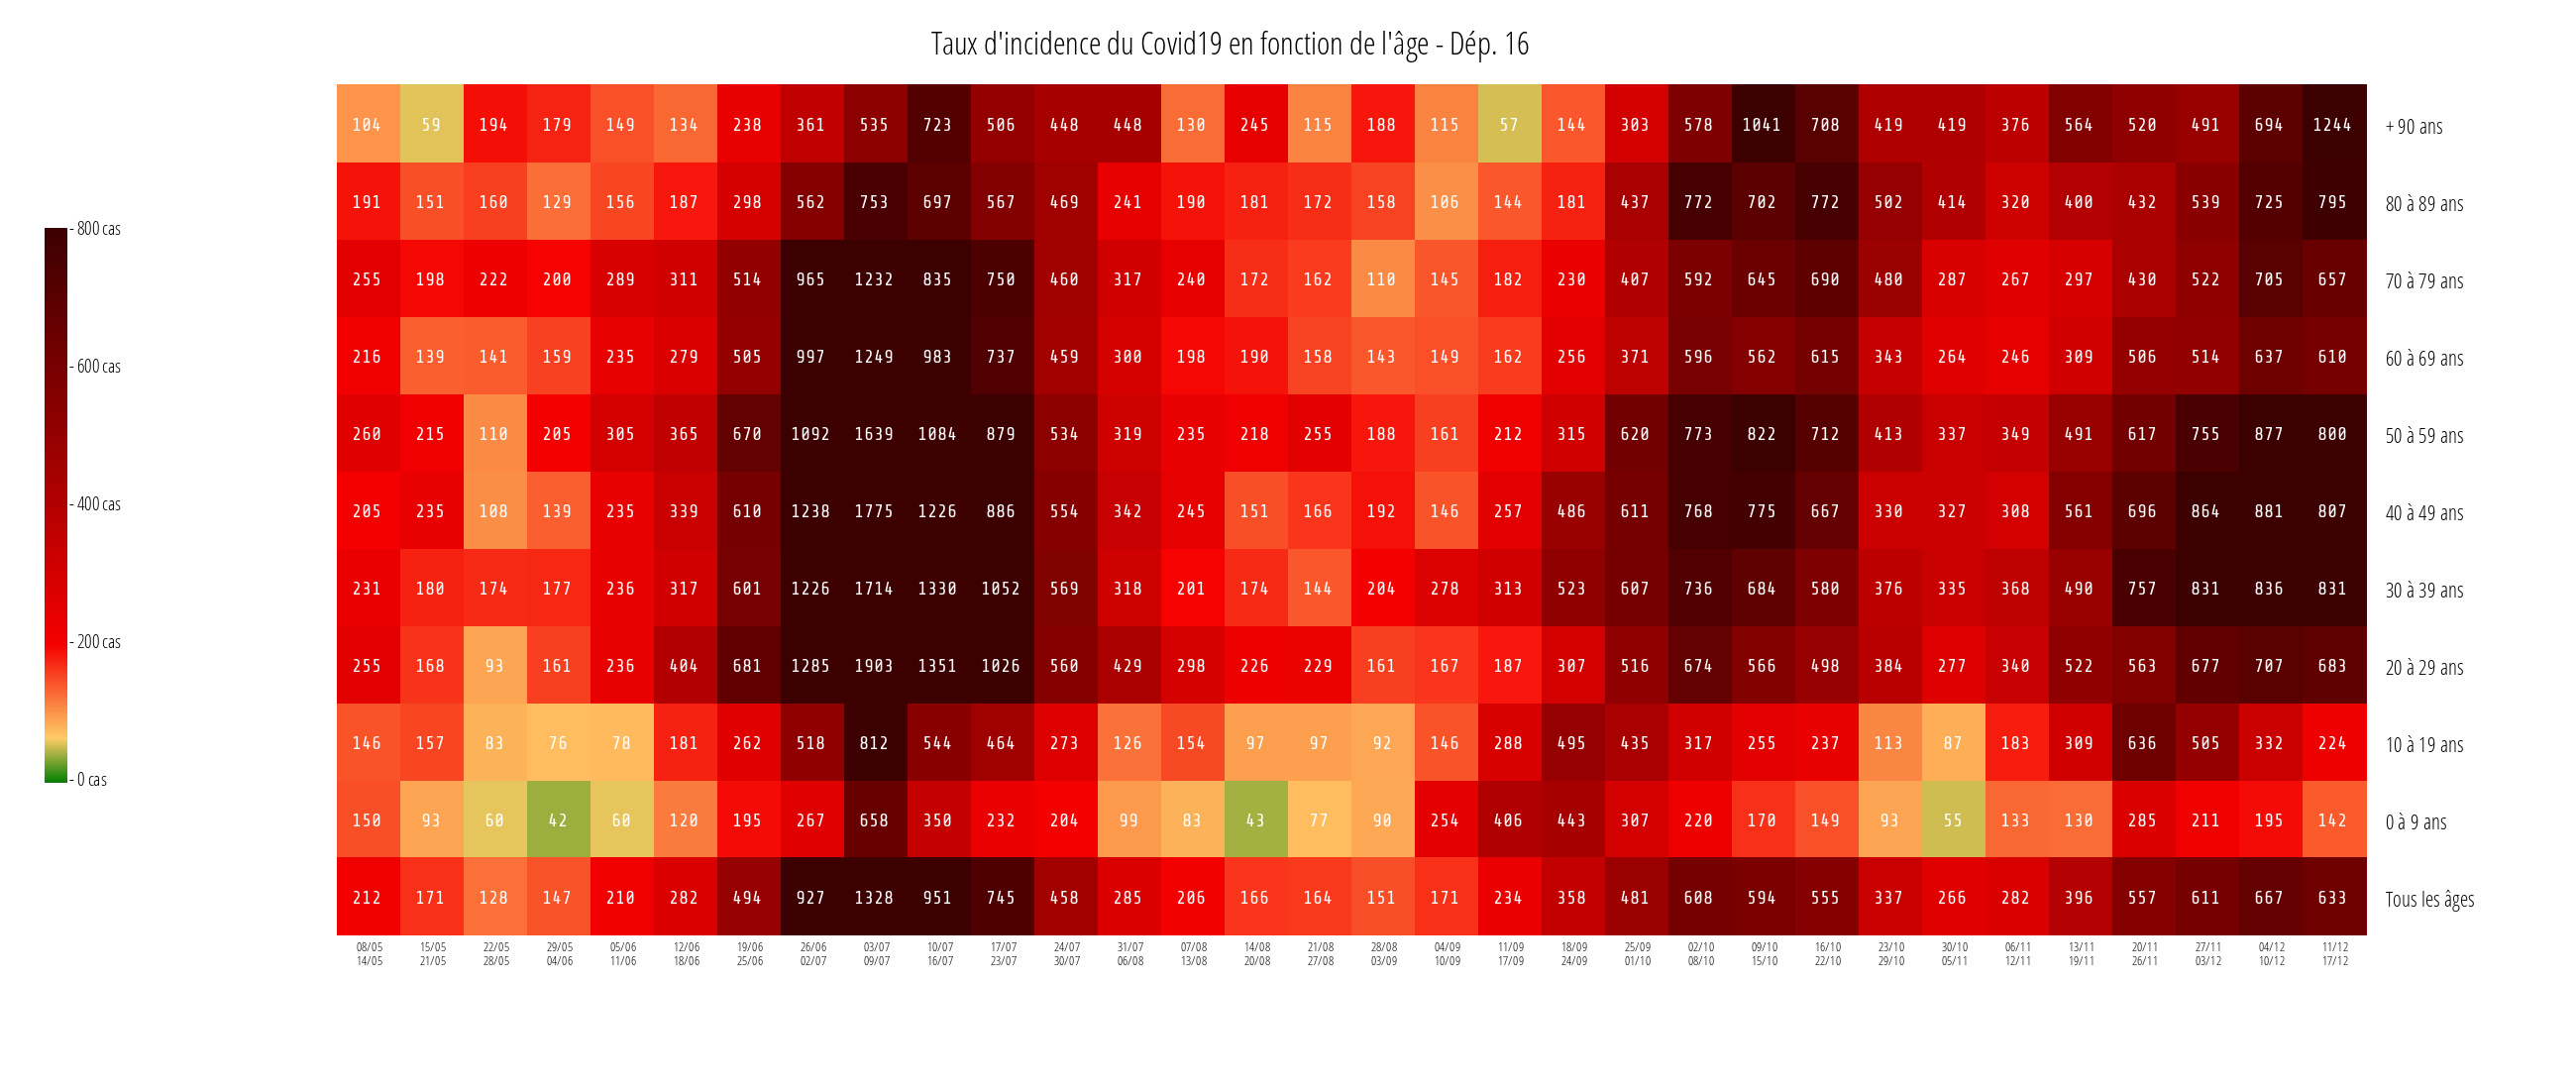 Taux d'incidence du Covid19 en fonction de l'âge - Dép. 16
104 59 194 179 149 134 238 361 535 723 506 448 448 130 245 115 188 115 57 144 303 578 1041 708 419 419 376 564 520 491 694 1244 + 90 ans
191 151 160 129 156 187 298 562 753 697 567 469 241 190 181 172 158 106 144 181 437 772 702 772 502 414 320 400 432 539 725 795 80 à 89 ans
255 198 222 200 289 311 514 965 1232 835 750 460 317 240 172 162 110 145 182 230 407 592 645 690 480 287 267 297 430 522 705 657 70 à 79 ans
216 139 141 159 235 279 505 997 1249 983 737 459 300 198 190 158 143 149 162 256 371 596 562 615 343 264 246 309 506 514 637 610 60 à 69 ans
260 215 110 205 305 365 670 1092 1639 1084 879 534 319 235 218 255 188 161 212 315 620 773 822 712 413 337 349 491 617 755 877 800 50 à 59 ans
205 235 108 139 235 339 610 1238 1775 1226 886 554 342 245 151 166 192 146 257 486 611 768 775 667 330 327 308 561 696 864 881 807 40 à 49 ans
231 180 174 177 236 317 601 1226 1714 1330 1052 569 318 201 174 144 204 278 313 523 607 736 684 580 376 335 368 490 757 831 836 831 30 à 39 ans
255 168 93 161 236 404 681 1285 1903 1351 1026 560 429 298 226 229 161 167 187 307 516 674 566 498 384 277 340 522 563 677 707 683 20 à 29 ans
146 157 83 76 78 181 262 518 812 544 464 273 126 154 97 97 92 146 288 495 435 317 255 237 113 87 183 309 636 505 332 224 10 à 19 ans
150 93 60 42 60 120 195 267 658 350 232 204 99 83 43 77 90 254 406 443 307 220 170 149 93 55 133 130 285 211 195 142 0 à 9 ans
212 171 128 147 210 282 494 927 1328 951 745 458 285 206 166 164 151 171 234 358 481 608 594 555 337 266 282 396 557 611 667 633 Tous les âges
08/05 15/05 22/05 29/05 05/06 12/06 19/06 26/06 03/07 10/07 17/07 24/07 31/07 07/08 14/08 21/08 28/08 04/09 11/09 18/09 25/09 02/10 09/10 16/10 23/10 30/10 06/11 13/11 20/11 27/11 04/12 11/12
14/05 21/05 28/05 04/06 11/06 18/06 25/06 02/07 09/07 16/07 23/07 30/07 06/08 13/08 20/08 27/08 03/09 10/09 17/09 24/09 01/10 08/10 15/10 22/10 29/10 05/11 12/11 19/11 26/11 03/12 10/12 17/12
- 800 cas
- 600 cas
- 400 cas
- 200 cas
- 0 cas